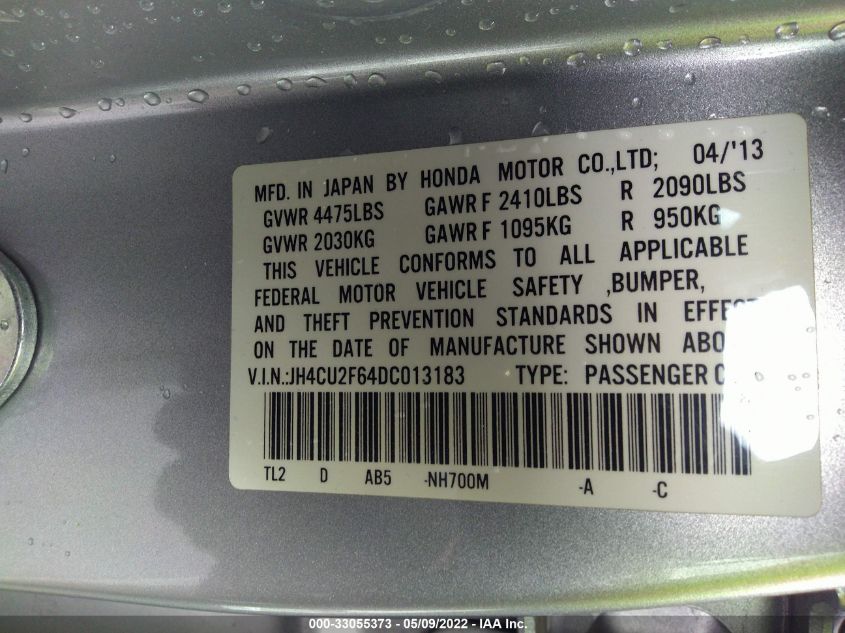 MFD. IN JAPAN BY HONDA MOTOR CO.,LTD; 04/'13
GVWR 4475LBS GAWR F 2410LBS R 2090LBS
GVWR 2030KG GAWR F 1095KG R 950KG
THIS VEHICLE CONFORMS TO ALL APPLICABLE
FEDERAL MOTOR VEHICLE SAFETY ,BUMPER,
AND THEFT PREVENTION STANDARDS IN EFFECT
ON THE DATE OF MANUFACTURE SHOWN ABO
V.I.N.:JH4CU2F64DC013183 TYPE: PASSENGER C
TL2 D AB5 -NH700M -A -C
000-33055373 - 05/09/2022 - IAA Inc.